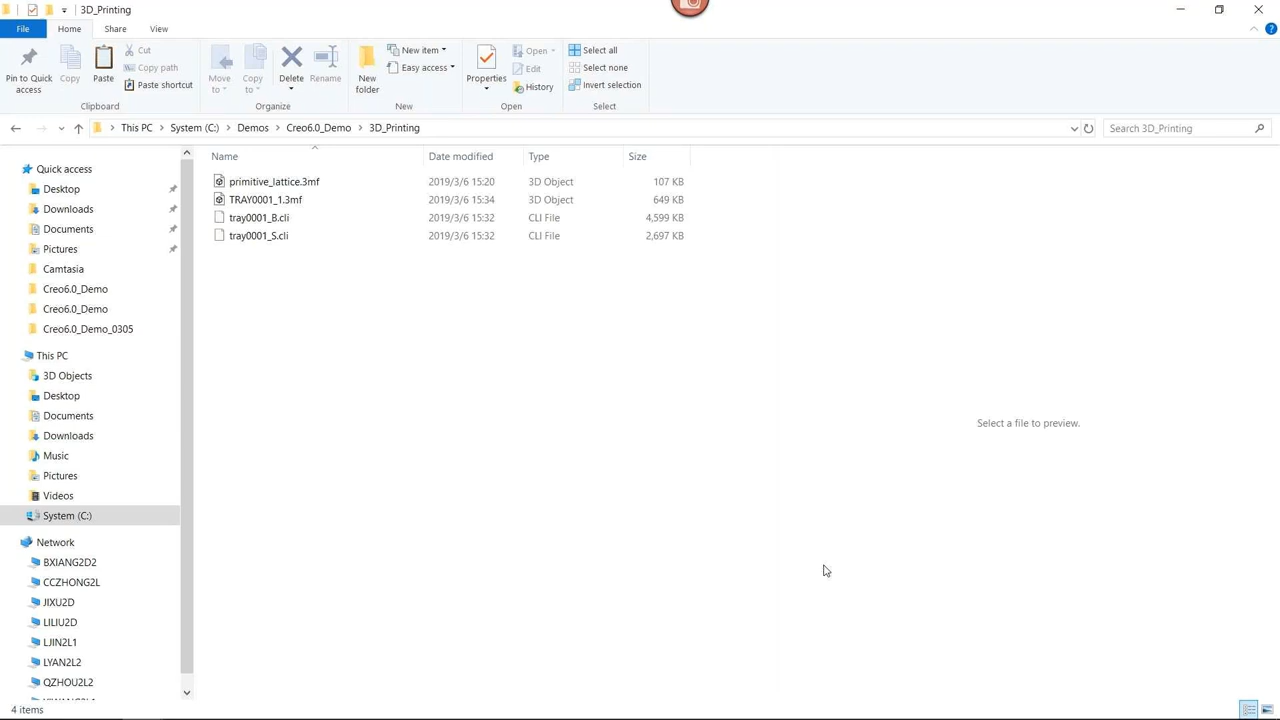 3D_Printing
File Home Share View
Pin to Quick access
Copy
Paste
Cut
Copy path
Paste shortcut
Clipboard
Move to
Copy to
Delete
Rename
Organize
New folder
New item
Easy access
New
Properties
Open
Edit
History
Open
Select all
Select none
Invert selection
Select
This PC System (C:) Demos Creo6.0_Demo 3D_Printing
Search 3D_Printing
Name Date modified Type Size
primitive_lattice.3mf 2019/3/6 15:20 3D Object 107 KB
TRAY0001_1.3mf 2019/3/6 15:34 3D Object 649 KB
tray0001_B.cli 2019/3/6 15:32 CLI File 4,599 KB
tray0001_S.cli 2019/3/6 15:32 CLI File 2,697 KB
Quick access
Desktop
Downloads
Documents
Pictures
Camtasia
Creo6.0_Demo
Creo6.0_Demo
Creo6.0_Demo_0305
This PC
3D Objects
Desktop
Documents
Downloads
Music
Pictures
Videos
System (C:)
Network
BXIANG2D2
CCZHONG2L
JIXU2D
LILIU2D
LJIN2L1
LYAN2L2
QZHOU2L2
Select a file to preview.
4 items